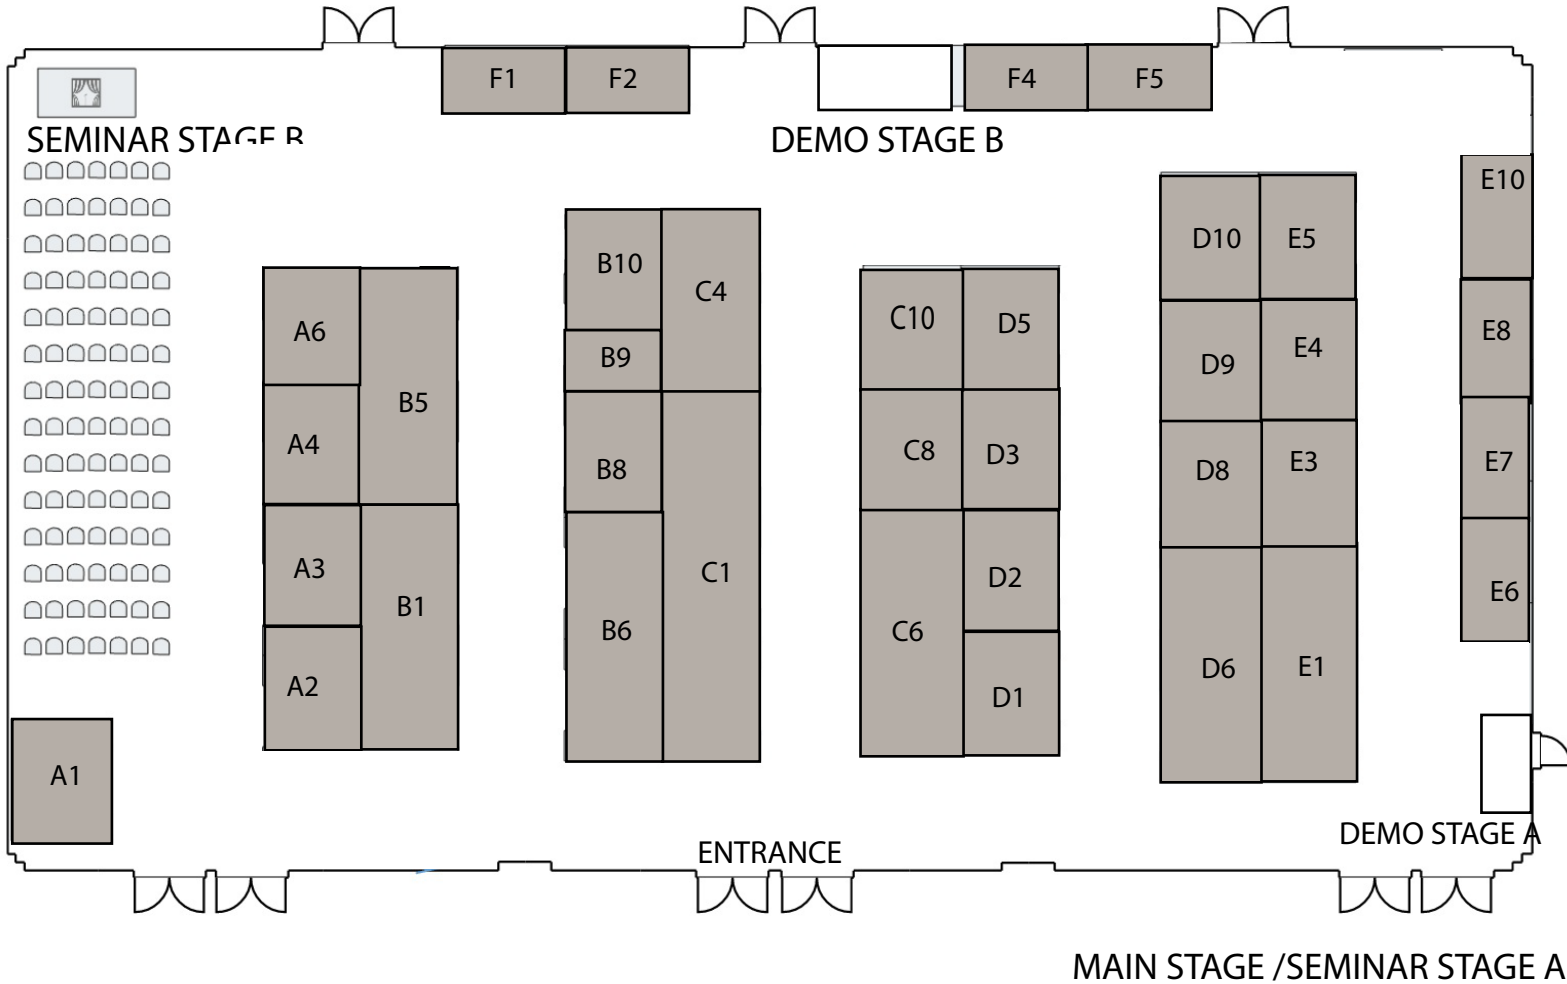 F1
F2
F4
F5
SEMINAR STAGE B
DEMO STAGE B
E10
D10
E5
B10
C4
A6
C10
D5
E8
B9
E4
D9
B5
A4
C8
D3
E3
E7
B8
D8
A3
C1
D2
E6
B1
B6
C6
D6
E1
A2
D1
A1
DEMO STAGE A
ENTRANCE
MAIN STAGE /SEMINAR STAGE A